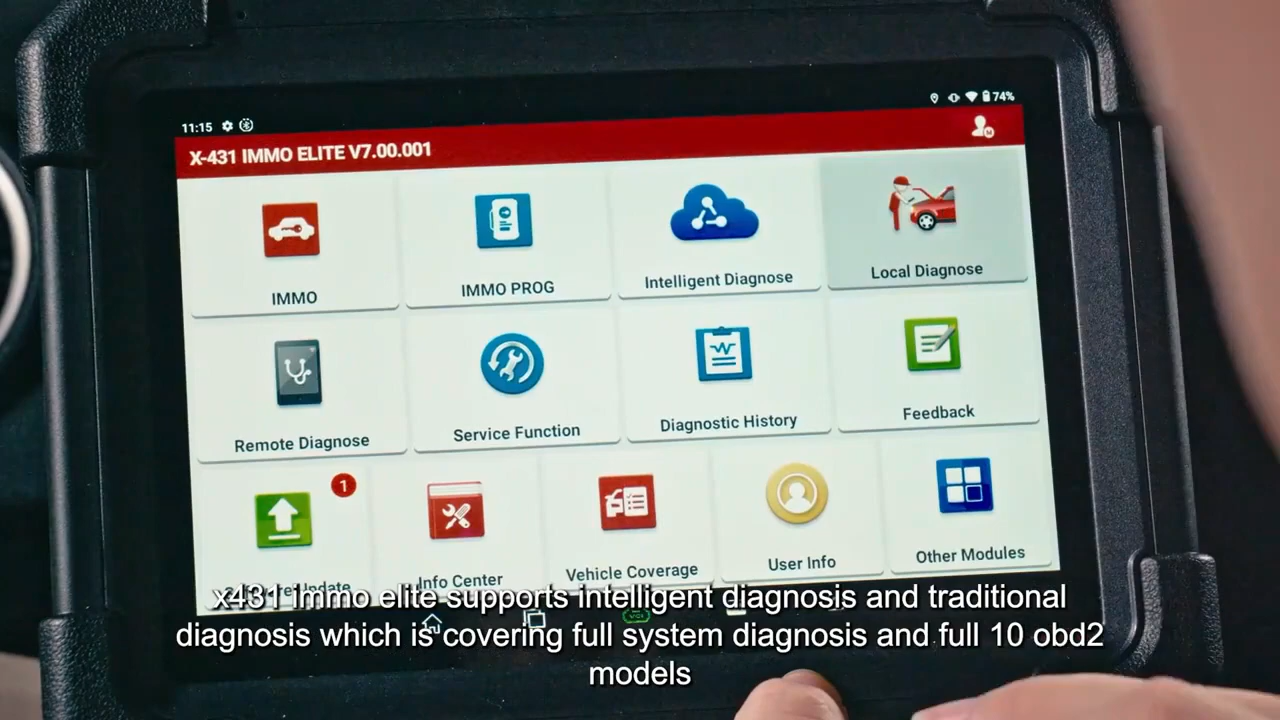 11:15
74%
X-431 IMMO ELITE V7.00.001
IMMO
IMMO PROG
Intelligent Diagnose
Local Diagnose
Remote Diagnose
Service Function
Diagnostic History
Feedback
1
Update
Info Center
Vehicle Coverage
User Info
Other Modules
x431 immo elite supports intelligent diagnosis and traditional
diagnosis which is covering full system diagnosis and full 10 obd2
models